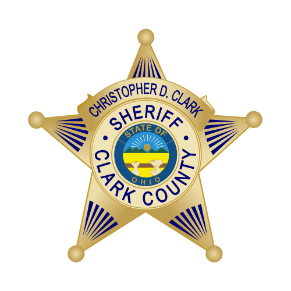 CHRISTOPHER D. CLARK
SHERIFF
STATE OF
OHIO
CLARK COUNTY